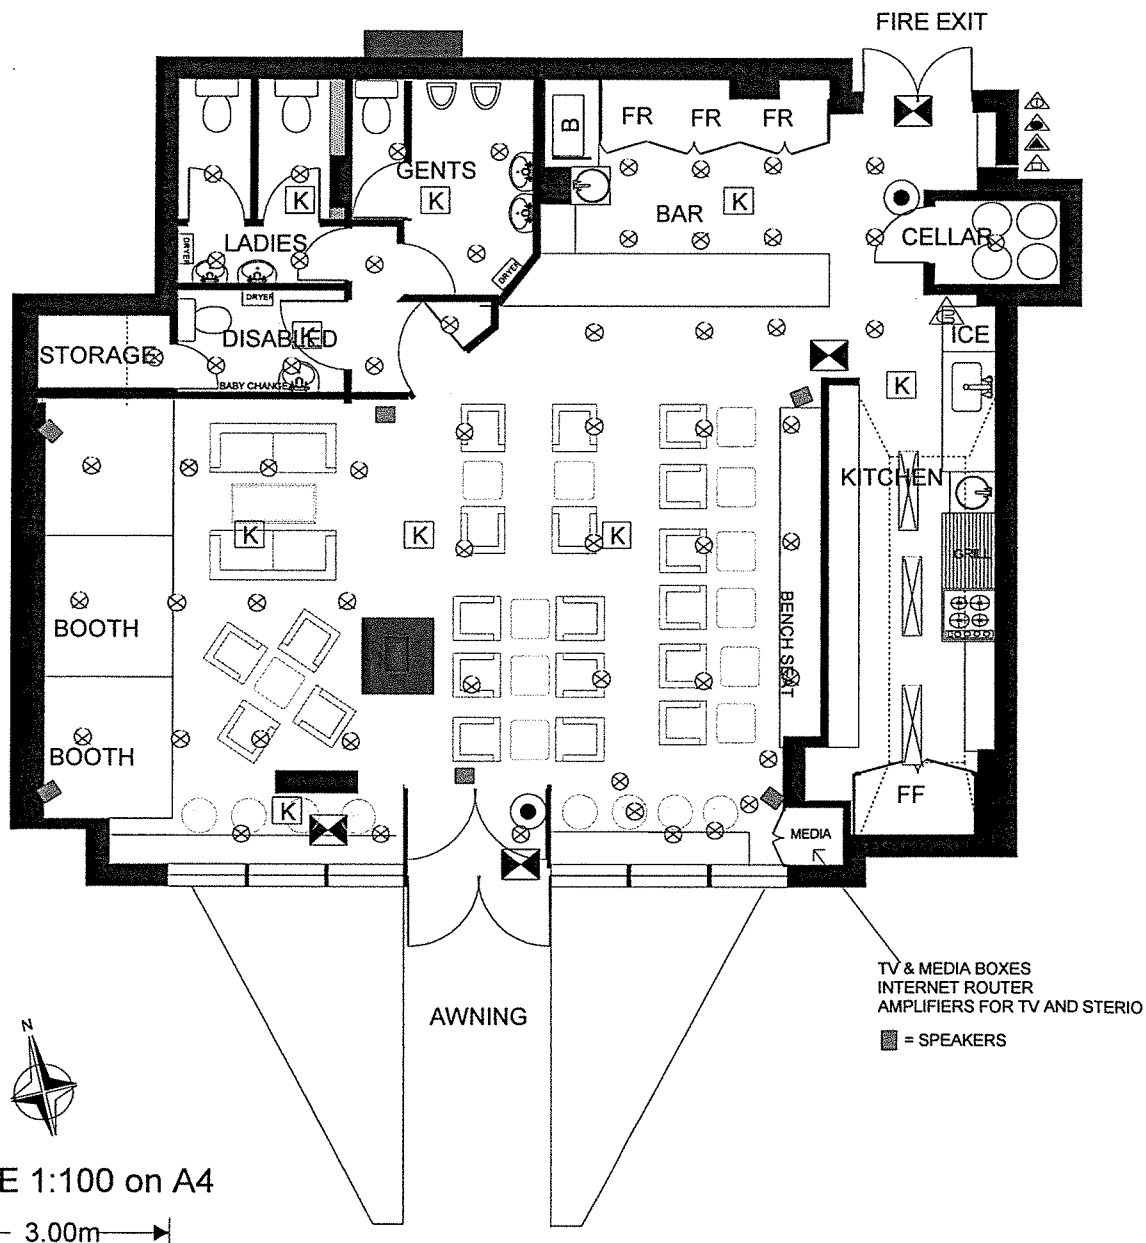 FIRE EXIT
FR FR FR
B
GENTS
K
K
K
BAR
LADIES
CELLAR
DRYER
DRYER
DRYER
K
DISABLED
ICE
STORAGE
BABY CHANGE
K
KITCHEN
K
K
K
GRILL
BENCH SEAT
BOOTH
BOOTH
FF
K
MEDIA
TV & MEDIA BOXES
INTERNET ROUTER
AMPLIFIERS FOR TV AND STERIO
= SPEAKERS
AWNING
N
E 1:100 on A4
3.00m